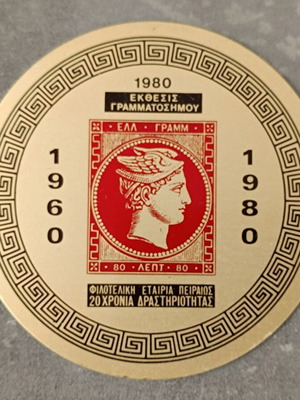 1980
ΕΚΘΕΣΙΣ
ΓΡΑΜΜΑΤΟΣΗΜΟΥ
ΕΛΛ ΓΡΑΜΜ
1960
1980
80 ΛΕΠΤ 80
ΦΙΛΟΤΕΛΙΚΗ ΕΤΑΙΡΙΑ ΠΕΙΡΑΙΩΣ
20 ΧΡΟΝΙΑ ΔΡΑΣΤΗΡΙΟΤΗΤΑΣ